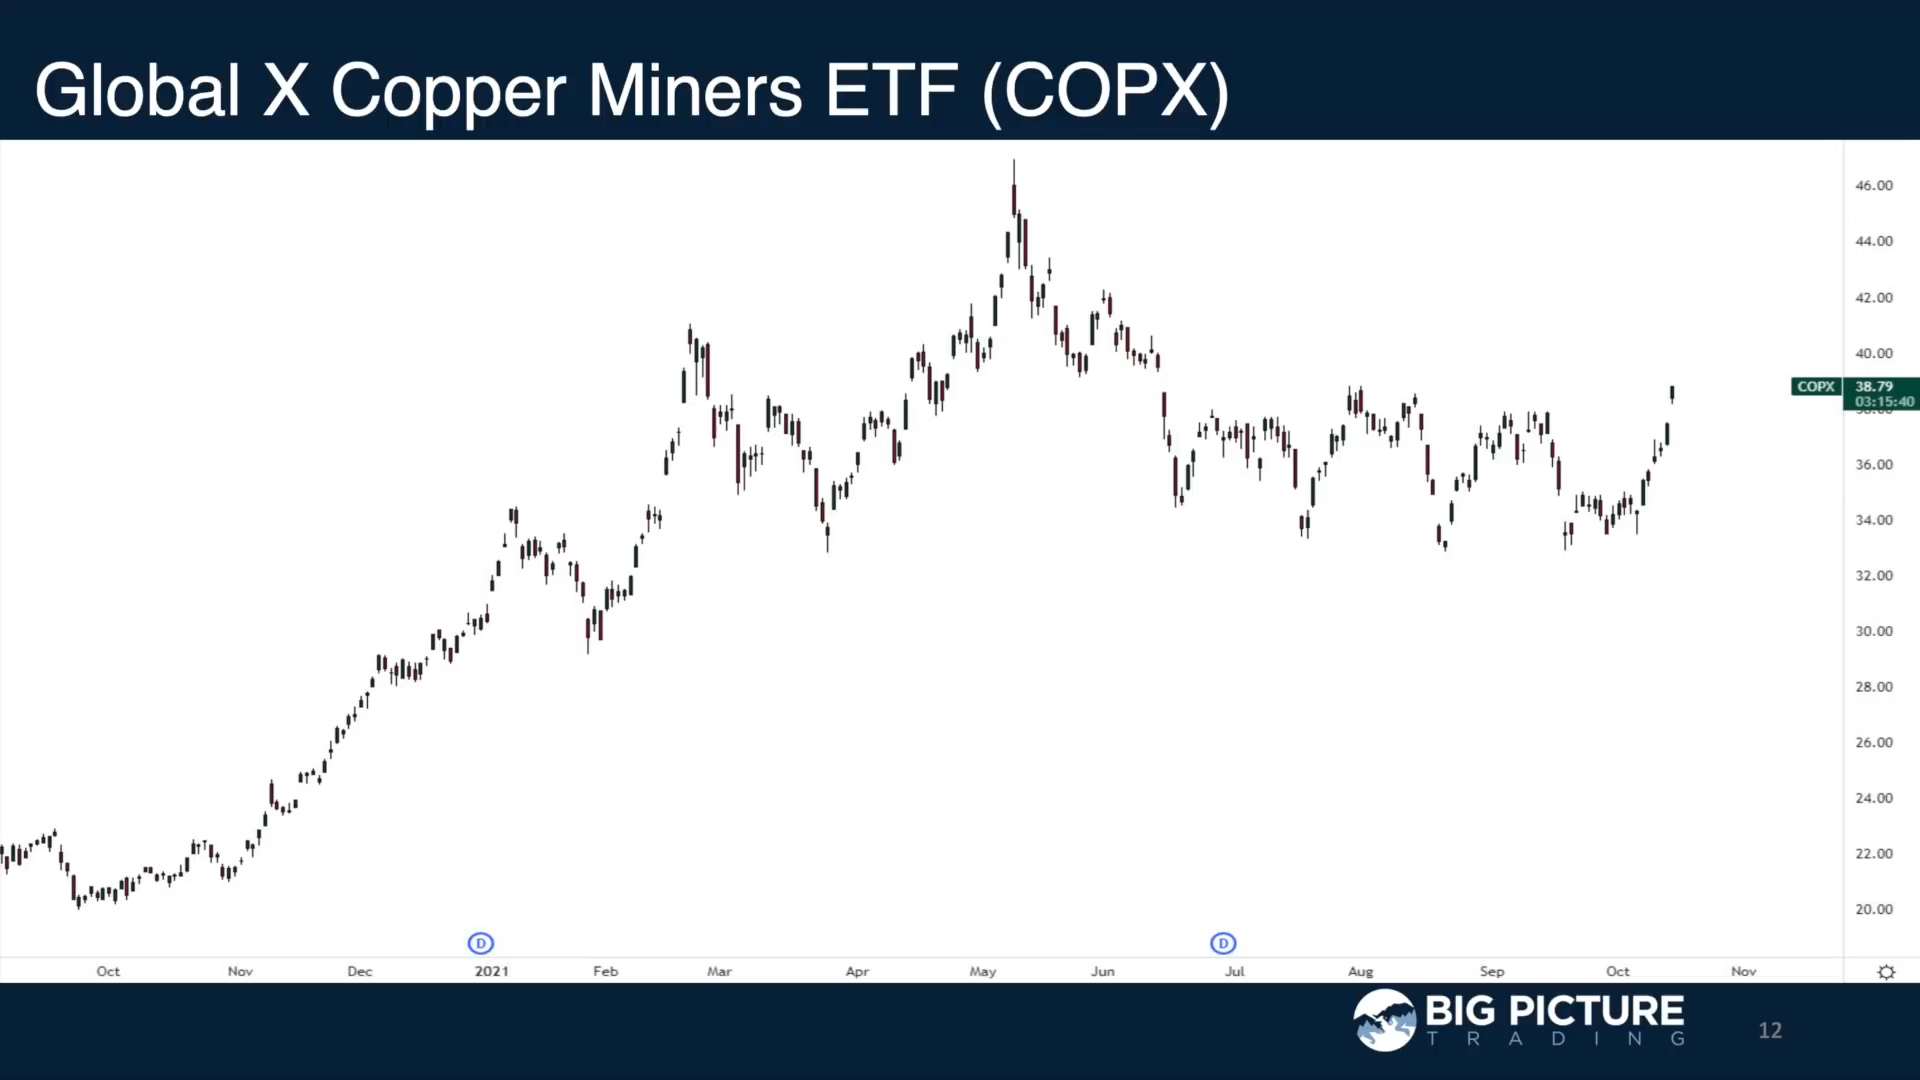 Global X Copper Miners ETF (COPX)
46.00
44.00
42.00
40.00
COPX 38.79
03:15:40
36.00
34.00
32.00
30.00
28.00
26.00
24.00
22.00
20.00
D D
Oct Nov Dec 2021 Feb Mar Apr May Jun Jul Aug Sep Oct Nov
BIG PICTURE
TRADING
12